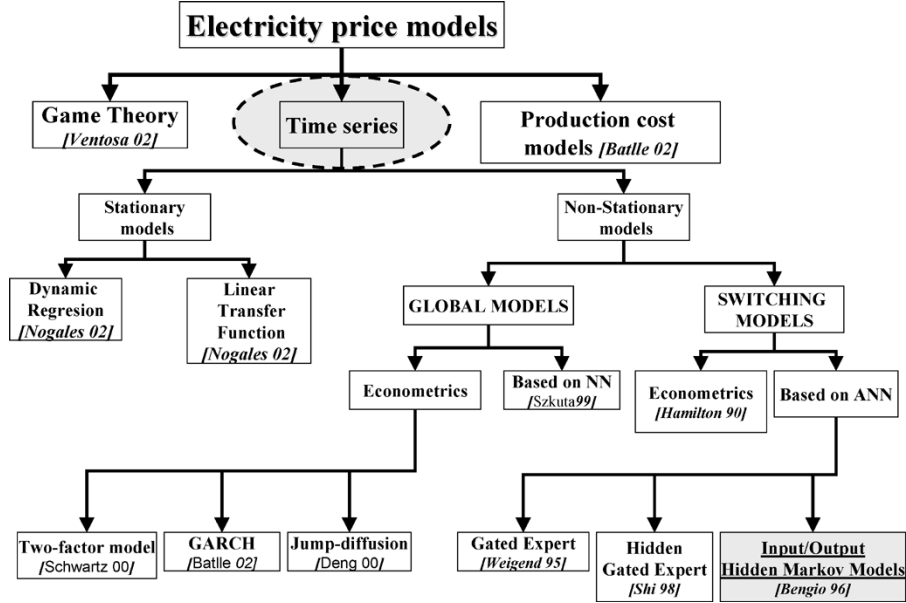 Electricity price models
Game Theory
[Ventosa 02]
Time series
Production cost
models [Batlle 02]
Stationary
models
Non-Stationary
models
Dynamic
Regresion
[Nogales 02]
Linear
Transfer
Function
[Nogales 02]
GLOBAL MODELS
SWITCHING
MODELS
Econometrics
Based on NN
[Szkuta99]
Econometrics
[Hamilton 90]
Based on ANN
Two-factor model
[Schwartz 00]
GARCH
[Batlle 02]
Jump-diffusion
[Deng 00]
Gated Expert
[Weigend 95]
Hidden
Gated Expert
[Shi 98]
Input/Output
Hidden Markov Models
[Bengio 96]